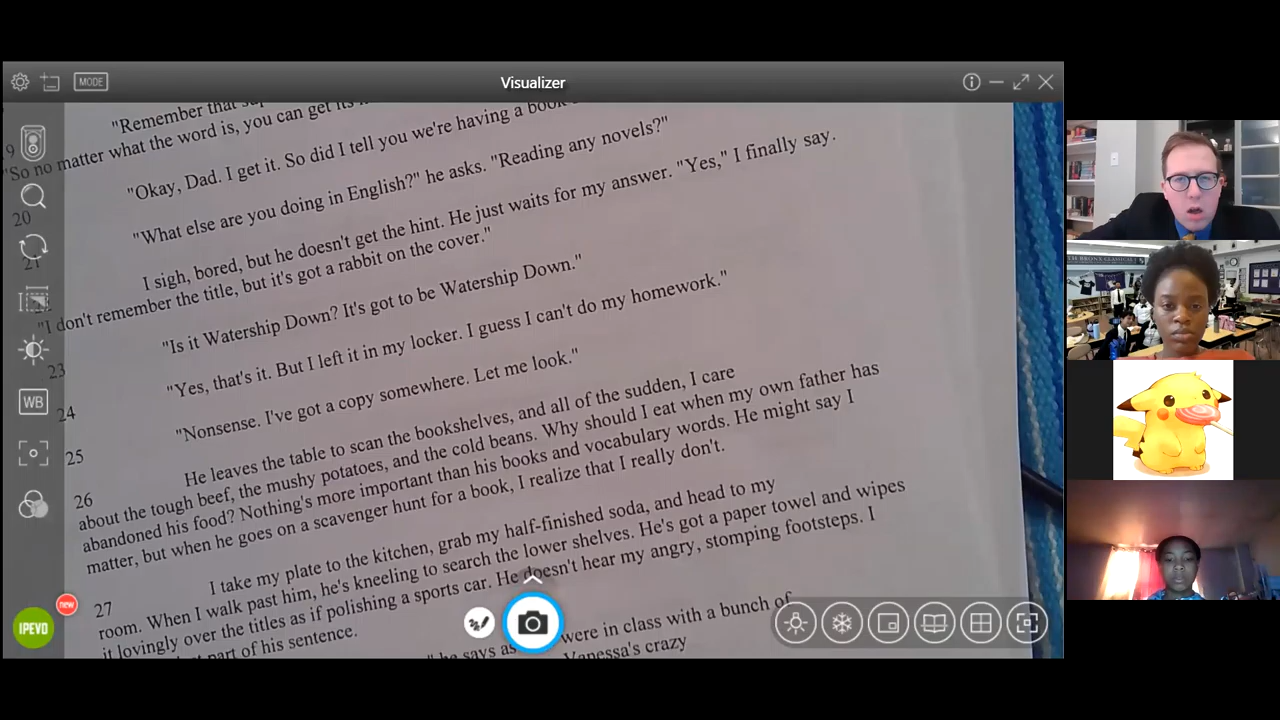 Visualizer
MODE
"Remember that
19
"So no matter what the word is, you can get its
"Okay, Dad. I get it. So did I tell you we're having a book
20
"What else are you doing in English?" he asks. "Reading any novels?"
21
I sigh, bored, but he doesn't get the hint. He just waits for my answer. "Yes," I finally say.
"I don't remember the title, but it's got a rabbit on the cover."
"Is it Watership Down? It's got to be Watership Down."
23
"Yes, that's it. But I left it in my locker. I guess I can't do my homework."
24
"Nonsense. I've got a copy somewhere. Let me look."
25
He leaves the table to scan the bookshelves, and all of the sudden, I care
26
about the tough beef, the mushy potatoes, and the cold beans. Why should I eat when my own father has
abandoned his food? Nothing's more important than his books and vocabulary words. He might say I
matter, but when he goes on a scavenger hunt for a book, I realize that I really don't.
I take my plate to the kitchen, grab my half-finished soda, and head to my
27
room. When I walk past him, he's kneeling to search the lower shelves. He's got a paper towel and wipes
it lovingly over the titles as if polishing a sports car. He doesn't hear my angry, stomping footsteps. I
part of his sentence.
" he says as
were in class with a bunch of
Vanessa's crazy
WB
new
IPEVO
TH BRONX CLASSICAL